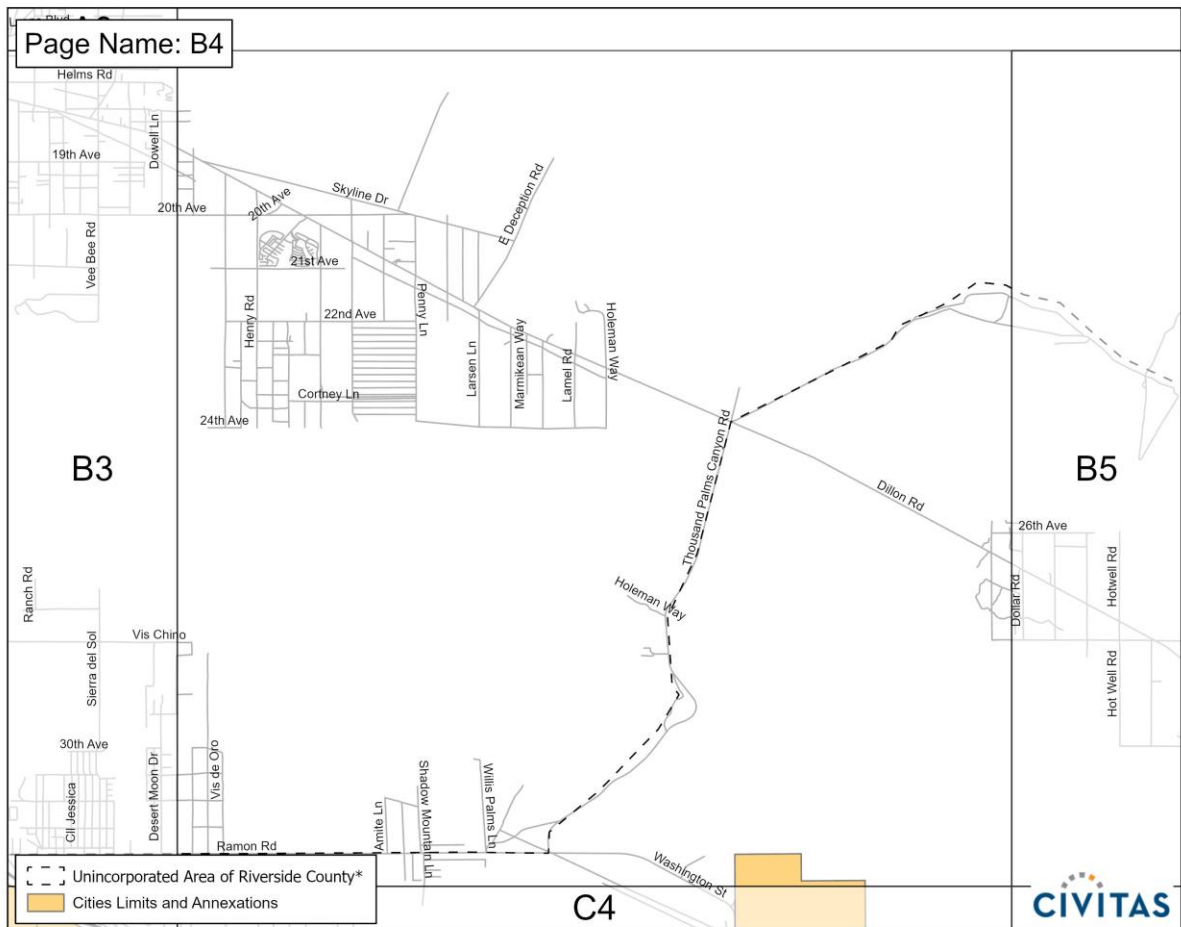 Page Name: B4
Helms Rd
Dowell Ln
19th Ave
Skyline Dr
E Deception Rd
20th Ave
20th Ave
Vee Bee Rd
21st Ave
Henry Rd
22nd Ave
Penny Ln
Larsen Ln
Marmikean Way
Lamel Rd
Holeman Way
Cortney Ln
24th Ave
B3
B5
Thousand Palms Canyon Rd
Dillon Rd
26th Ave
Dollar Rd
Hotwell Rd
Hot Well Rd
Ranch Rd
Holeman Way
Vis Chino
Sierra del Sol
30th Ave
Cll Jessica
Desert Moon Dr
Vis de Oro
Amite Ln
Shadow Mountain Ln
Willis Palms Ln
Ramon Rd
Washington St
Unincorporated Area of Riverside County*
Cities Limits and Annexations
C4
CIVITAS